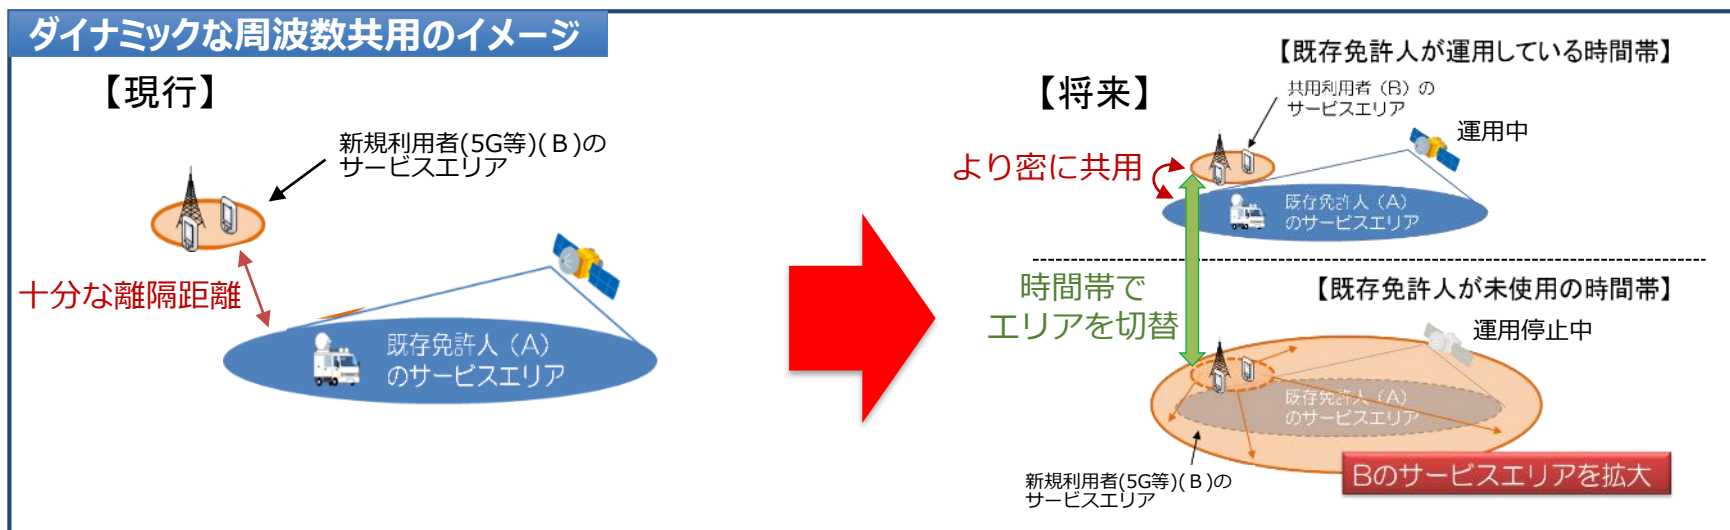 ダイナミックな周波数共用のイメージ
【現行】
新規利用者(5G等)(B)の
サービスエリア
十分な離隔距離
既存免許人(A)
のサービスエリア
【将来】
【既存免許人が運用している時間帯】
共用利用者(B)の
サービスエリア
運用中
より密に共用
既存免許人(A)
のサービスエリア
時間帯で
エリアを切替
【既存免許人が未使用の時間帯】
運用停止中
既存免許人(A)
のサービスエリア
新規利用者(5G等)(B)の
サービスエリア
Bのサービスエリアを拡大